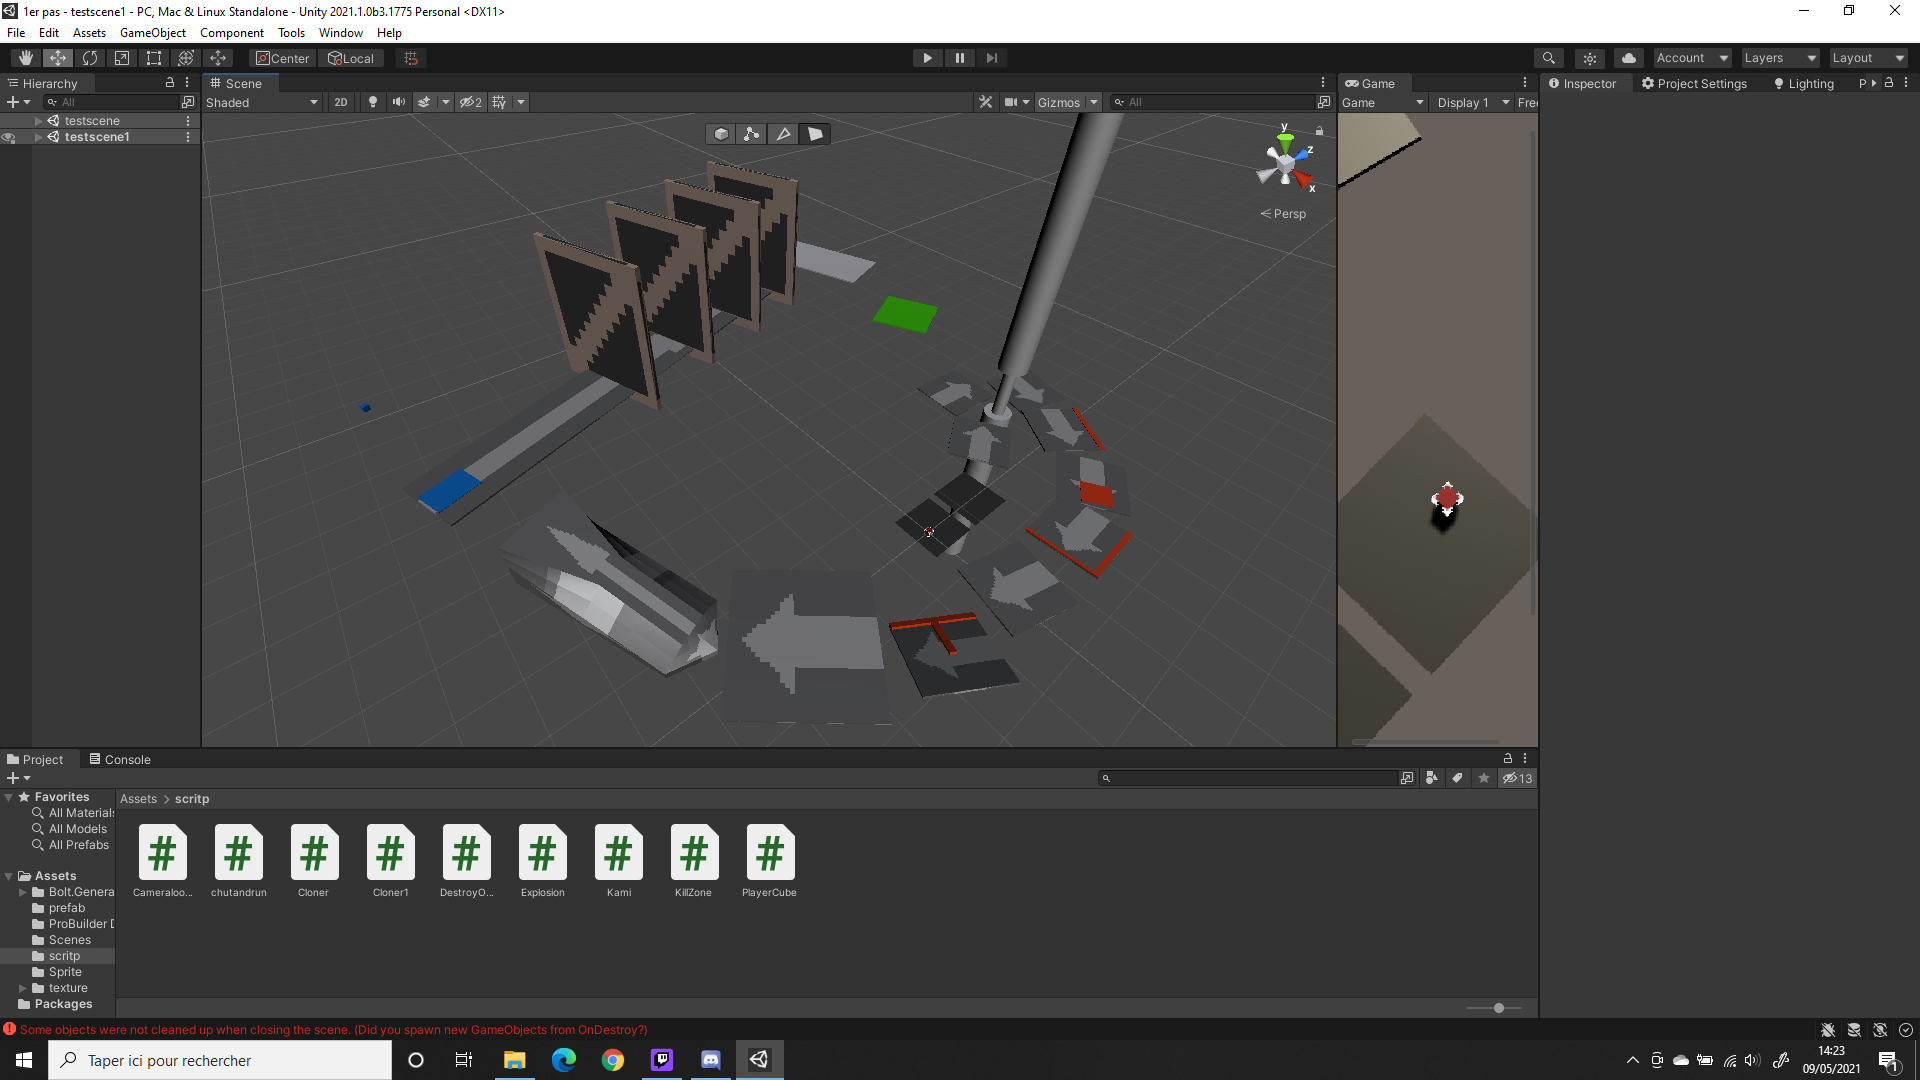 1er pas - testscene1 - PC, Mac & Linux Standalone - Unity 2021.1.0b3.1775 Personal <DX11>
File Edit Assets GameObject Component Tools Window Help
Center Local Account Layers Layout
Hierarchy Scene Game Inspector Project Settings Lighting P
All Shaded 2D 2 Gizmos All Game Display 1 Free
testscene
testscene1
y
z
x
Persp
Project Console
13
Favorites
All Materials
All Models
All Prefabs
Assets
Bolt.Genera
prefab
ProBuilder D
Scenes
scritp
Sprite
texture
Packages
Assets > scritp
Cameraloo... chutandrun Cloner Cloner1 DestroyO... Explosion Kami KillZone PlayerCube
Some objects were not cleaned up when closing the scene. (Did you spawn new GameObjects from OnDestroy?)
Taper ici pour rechercher
14:23
09/05/2021
1